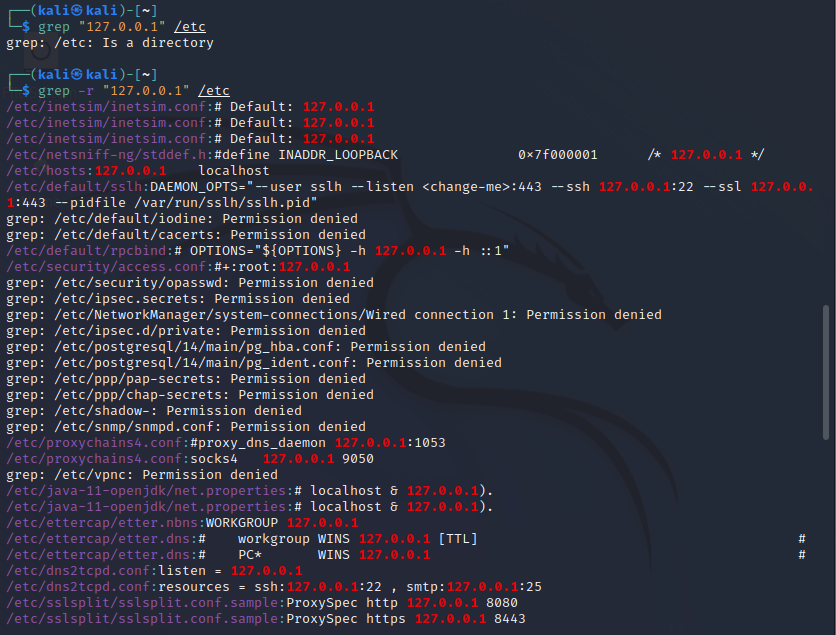 ┌──(kali㉿kali)-[~]
└─$ grep "127.0.0.1" /etc
grep: /etc: Is a directory
┌──(kali㉿kali)-[~]
└─$ grep -r "127.0.0.1" /etc
/etc/inetsim/inetsim.conf:# Default: 127.0.0.1
/etc/inetsim/inetsim.conf:# Default: 127.0.0.1
/etc/inetsim/inetsim.conf:# Default: 127.0.0.1
/etc/netsniff-ng/stddef.h:#define INADDR_LOOPBACK               0×7f000001      /* 127.0.0.1 */
/etc/hosts:127.0.0.1    localhost
/etc/default/sslh:DAEMON_OPTS="--user sslh --listen <change-me>:443 --ssh 127.0.0.1:22 --ssl 127.0.0.
1:443 --pidfile /var/run/sslh/sslh.pid"
grep: /etc/default/iodine: Permission denied
grep: /etc/default/cacerts: Permission denied
/etc/default/rpcbind:# OPTIONS="${OPTIONS} -h 127.0.0.1 -h ::1"
/etc/security/access.conf:#+:root:127.0.0.1
grep: /etc/security/opasswd: Permission denied
grep: /etc/ipsec.secrets: Permission denied
grep: /etc/NetworkManager/system-connections/Wired connection 1: Permission denied
grep: /etc/ipsec.d/private: Permission denied
grep: /etc/postgresql/14/main/pg_hba.conf: Permission denied
grep: /etc/postgresql/14/main/pg_ident.conf: Permission denied
grep: /etc/ppp/pap-secrets: Permission denied
grep: /etc/ppp/chap-secrets: Permission denied
grep: /etc/shadow-: Permission denied
grep: /etc/snmp/snmpd.conf: Permission denied
/etc/proxychains4.conf:#proxy_dns_daemon 127.0.0.1:1053
/etc/proxychains4.conf:socks4   127.0.0.1 9050
grep: /etc/vpnc: Permission denied
/etc/java-11-openjdk/net.properties:# localhost & 127.0.0.1).
/etc/java-11-openjdk/net.properties:# localhost & 127.0.0.1).
/etc/ettercap/etter.nbns:WORKGROUP 127.0.0.1
/etc/ettercap/etter.dns:#    workgroup WINS 127.0.0.1 [TTL]                                        #
/etc/ettercap/etter.dns:#    PC*       WINS 127.0.0.1                                              #
/etc/dns2tcpd.conf:listen = 127.0.0.1
/etc/dns2tcpd.conf:resources = ssh:127.0.0.1:22 , smtp:127.0.0.1:25
/etc/sslsplit/sslsplit.conf.sample:ProxySpec http 127.0.0.1 8080
/etc/sslsplit/sslsplit.conf.sample:ProxySpec https 127.0.0.1 8443